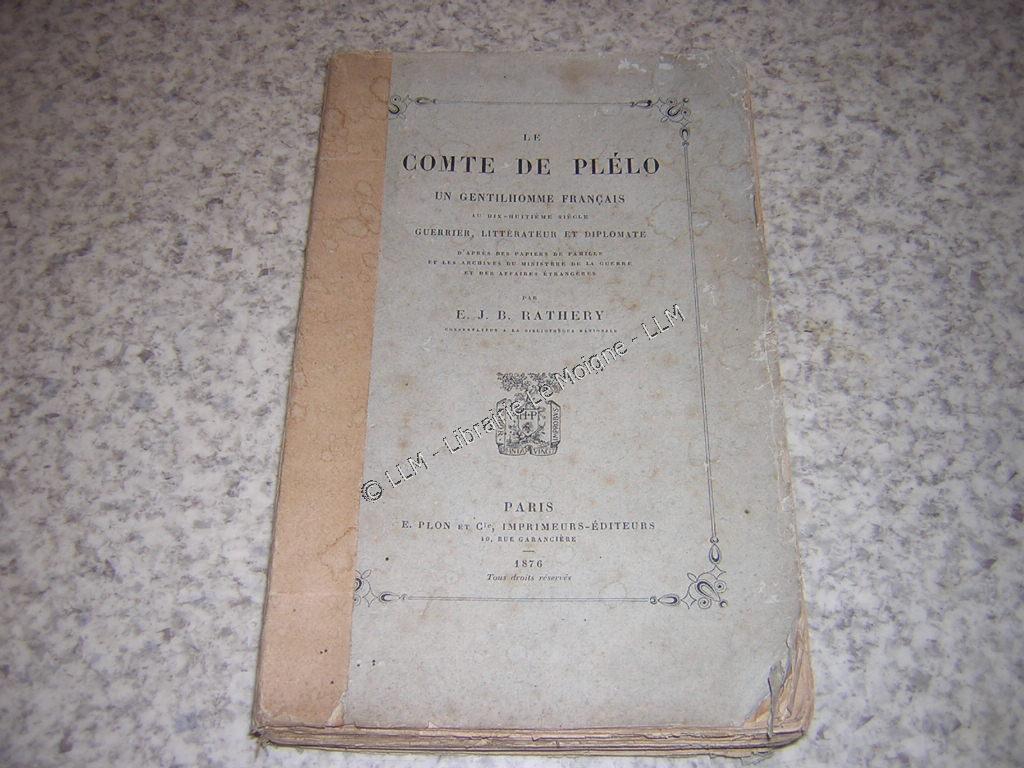 LE
COMTE DE PLÉLO
UN GENTILHOMME FRANÇAIS
AU DIX-HUITIÈME SIÈCLE
GUERRIER, LITTÉRATEUR ET DIPLOMATE
D'APRÈS DES PAPIERS DE FAMILLE
ET LES ARCHIVES DU MINISTÈRE DE LA GUERRE
ET DES AFFAIRES ÉTRANGÈRES
PAR
E. J. B. RATHERY
CONSERVATEUR A LA BIBLIOTHÈQUE NATIONALE
© LLM - Librairie Le Moigne - LLM
PARIS
E. PLON ET Cie, IMPRIMEURS-ÉDITEURS
10, RUE GARANCIÈRE
1876
Tous droits réservés